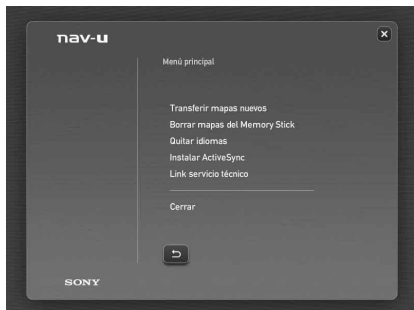 nav-u
Menú principal
Transferir mapas nuevos
Borrar mapas del Memory Stick
Quitar idiomas
Instalar ActiveSync
Link servicio técnico
Cerrar
SONY